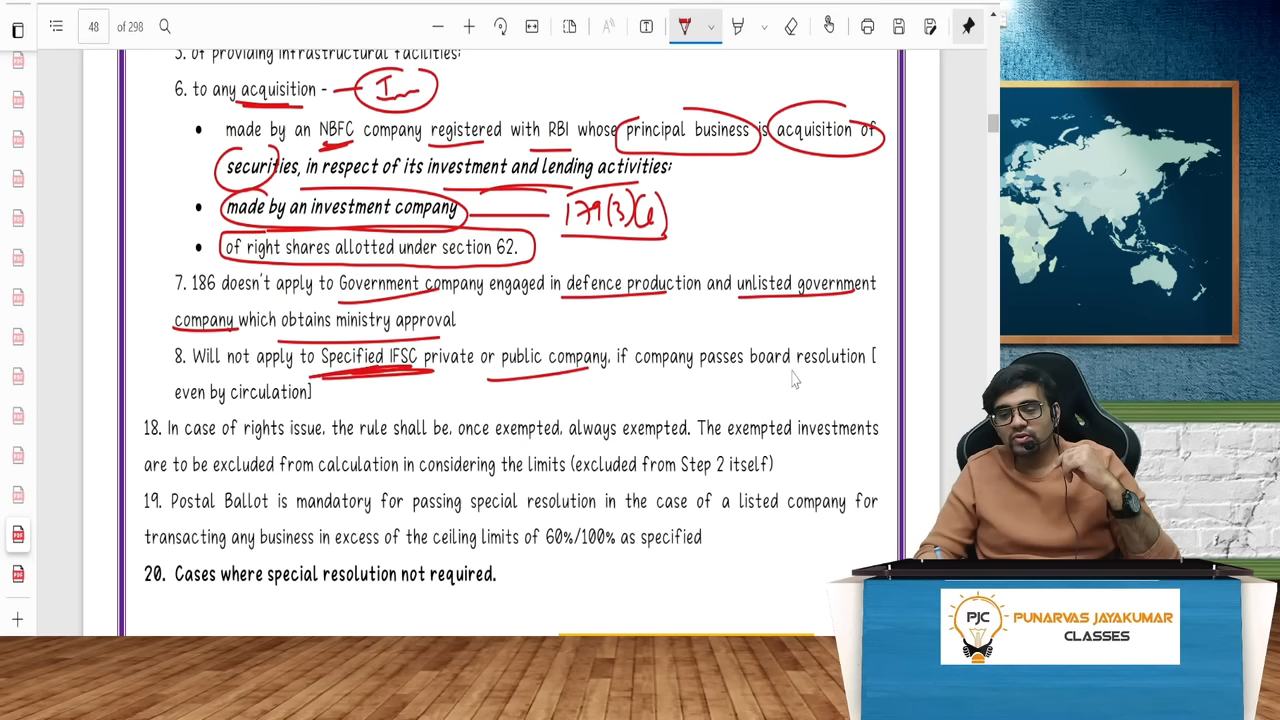 48 of 298
5. of providing infrastructural facilities;
6. to any acquisition -
I
• made by an NBFC company registered with RBI whose principal business is acquisition of
securities, in respect of its investment and lending activities;
• made by an investment company
179(3)(e)
• of right shares allotted under section 62.
7. 186 doesn't apply to Government company engaged in defence production and unlisted government
company which obtains ministry approval
8. Will not apply to Specified IFSC private or public company, if company passes board resolution [
even by circulation]
18. In case of rights issue, the rule shall be, once exempted, always exempted. The exempted investments
are to be excluded from calculation in considering the limits (excluded from Step 2 itself)
19. Postal Ballot is mandatory for passing special resolution in the case of a listed company for
transacting any business in excess of the ceiling limits of 60%/100% as specified
20. Cases where special resolution not required.
PJC
PUNARVAS JAYAKUMAR
CLASSES